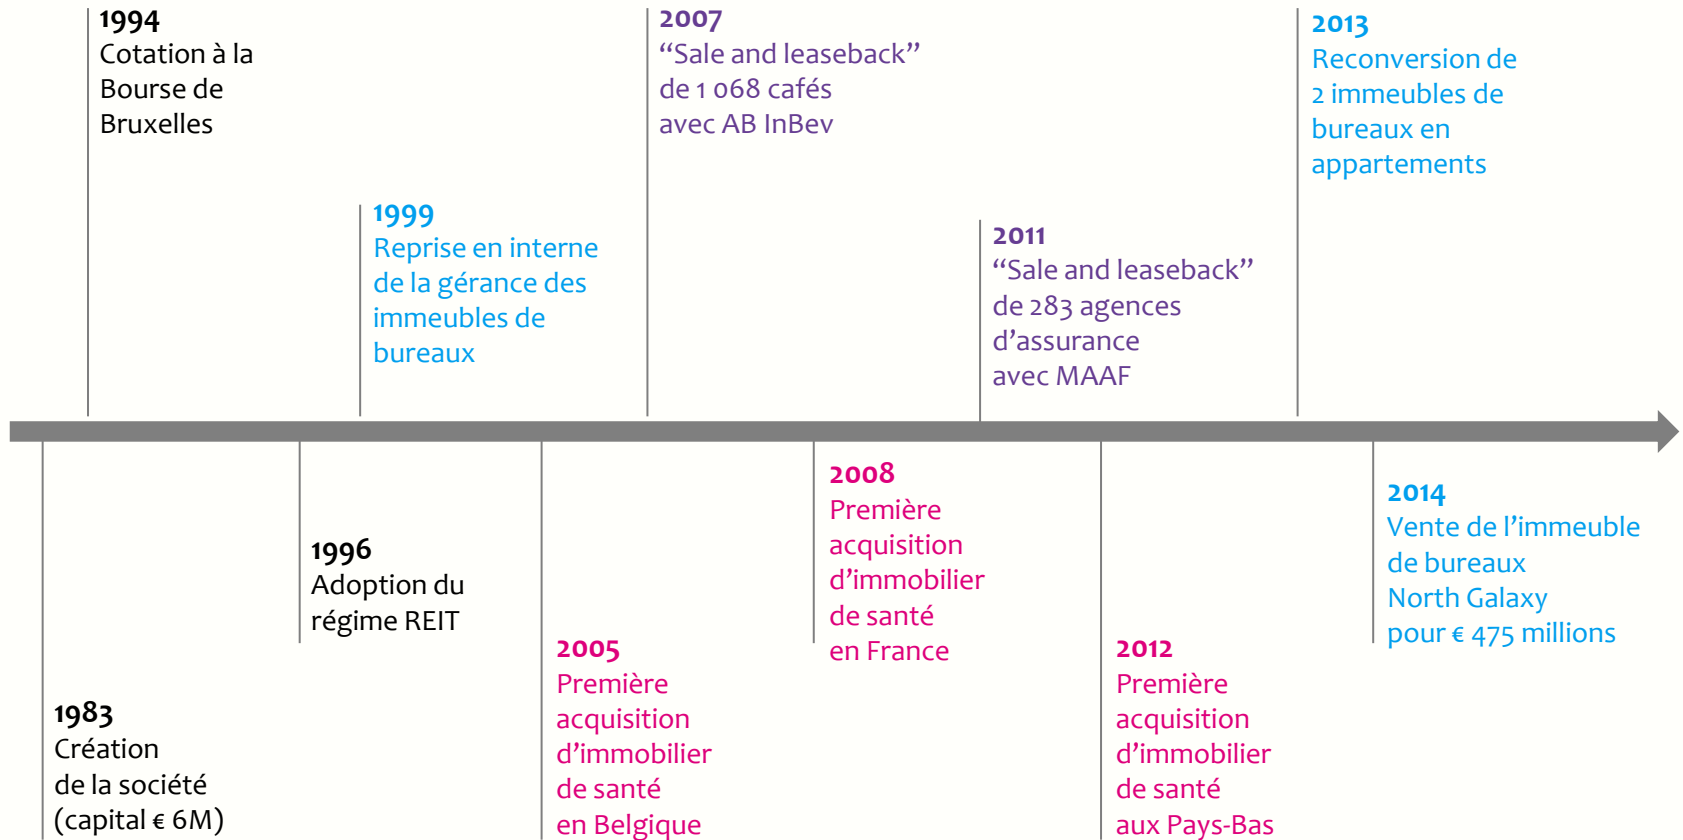 1994
Cotation à la
Bourse de
Bruxelles
2007
“Sale and leaseback”
de 1 068 cafés
avec AB InBev
2013
Reconversion de
2 immeubles de
bureaux en
appartements
1999
Reprise en interne
de la gérance des
immeubles de
bureaux
2011
“Sale and leaseback”
de 283 agences
d’assurance
avec MAAF
1983
Création
de la société
(capital € 6M)
1996
Adoption du
régime REIT
2005
Première
acquisition
d’immobilier
de santé
en Belgique
2008
Première
acquisition
d’immobilier
de santé
en France
2012
Première
acquisition
d’immobilier
de santé
aux Pays-Bas
2014
Vente de l’immeuble
de bureaux
North Galaxy
pour € 475 millions